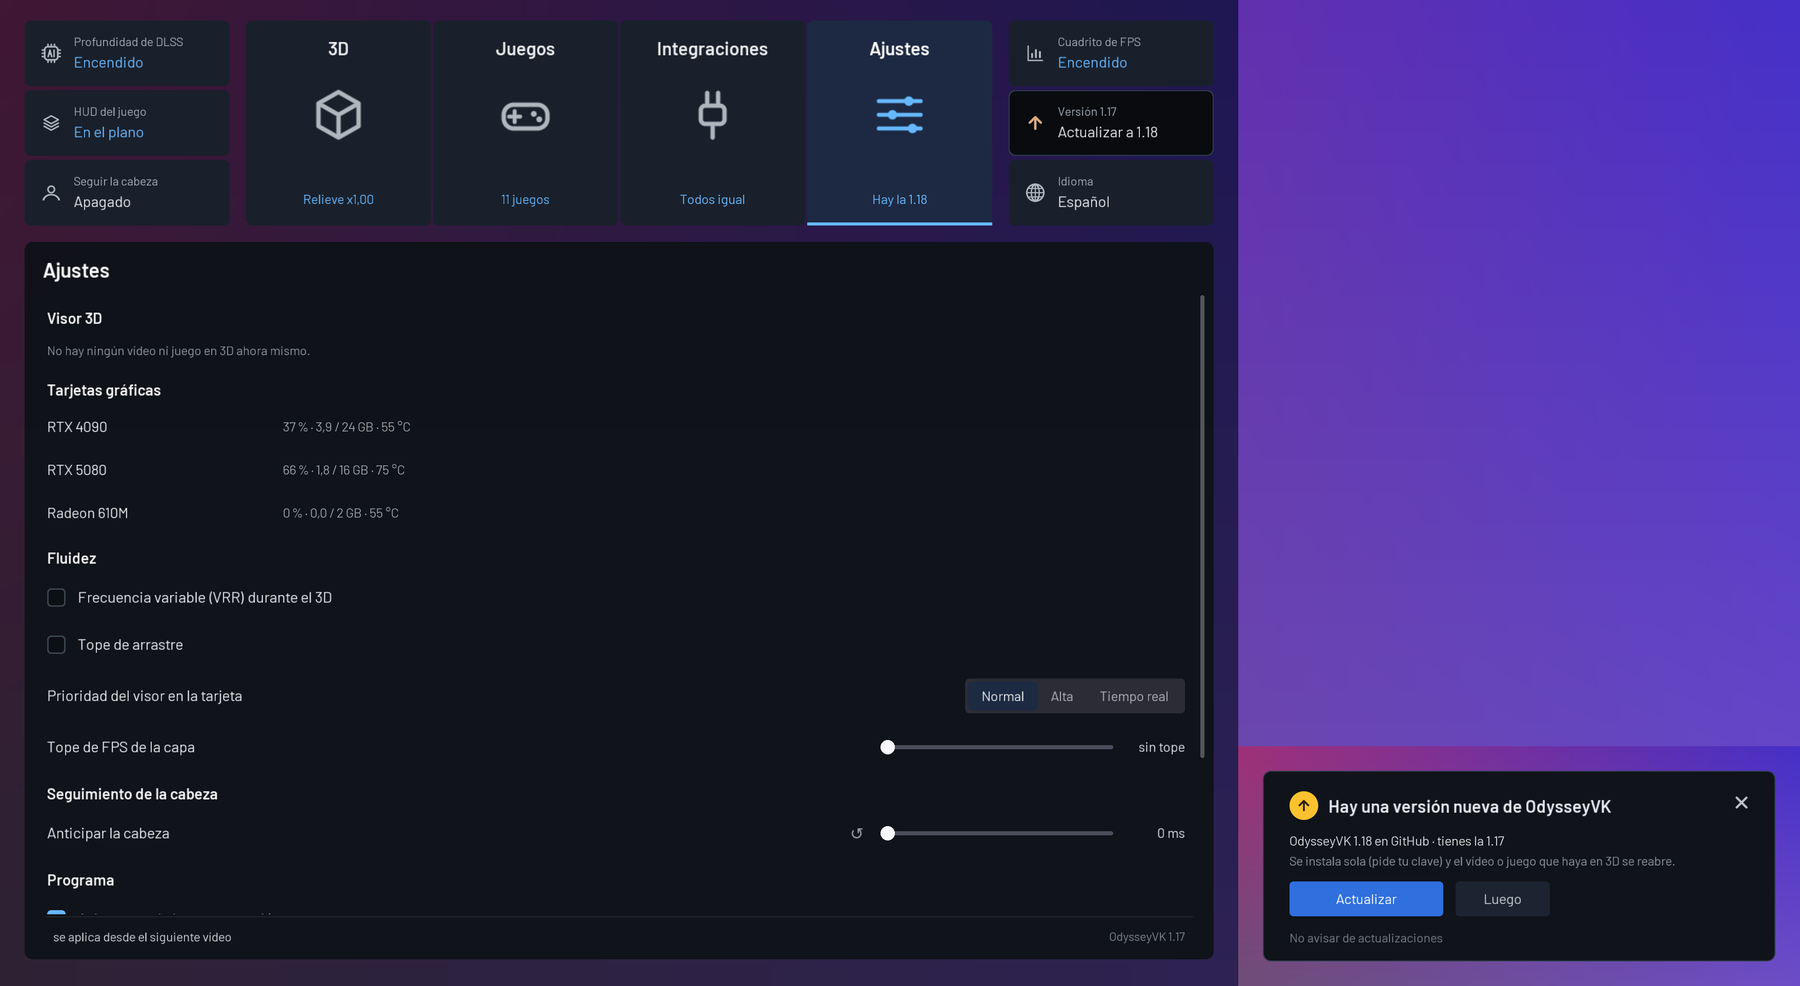 Profundidad de DLSS
Encendido
HUD del juego
En el plano
Seguir la cabeza
Apagado
3D
Relieve x1,00
Juegos
11 juegos
Integraciones
Todos igual
Ajustes
Hay la 1.18
Cuadrito de FPS
Encendido
Versión 1.17
Actualizar a 1.18
Idioma
Español
Ajustes
Visor 3D
No hay ningún vídeo ni juego en 3D ahora mismo.
Tarjetas gráficas
RTX 4090 37 % · 3,9 / 24 GB · 55 °C
RTX 5080 66 % · 1,8 / 16 GB · 75 °C
Radeon 610M 0 % · 0,0 / 2 GB · 55 °C
Fluidez
Frecuencia variable (VRR) durante el 3D
Tope de arrastre
Prioridad del visor en la tarjeta Normal Alta Tiempo real
Tope de FPS de la capa sin tope
Seguimiento de la cabeza
Anticipar la cabeza 0 ms
Programa
se aplica desde el siguiente vídeo OdysseyVK 1.17
Hay una versión nueva de OdysseyVK
OdysseyVK 1.18 en GitHub · tienes la 1.17
Se instala sola (pide tu clave) y el vídeo o juego que haya en 3D se reabre.
Actualizar Luego
No avisar de actualizaciones